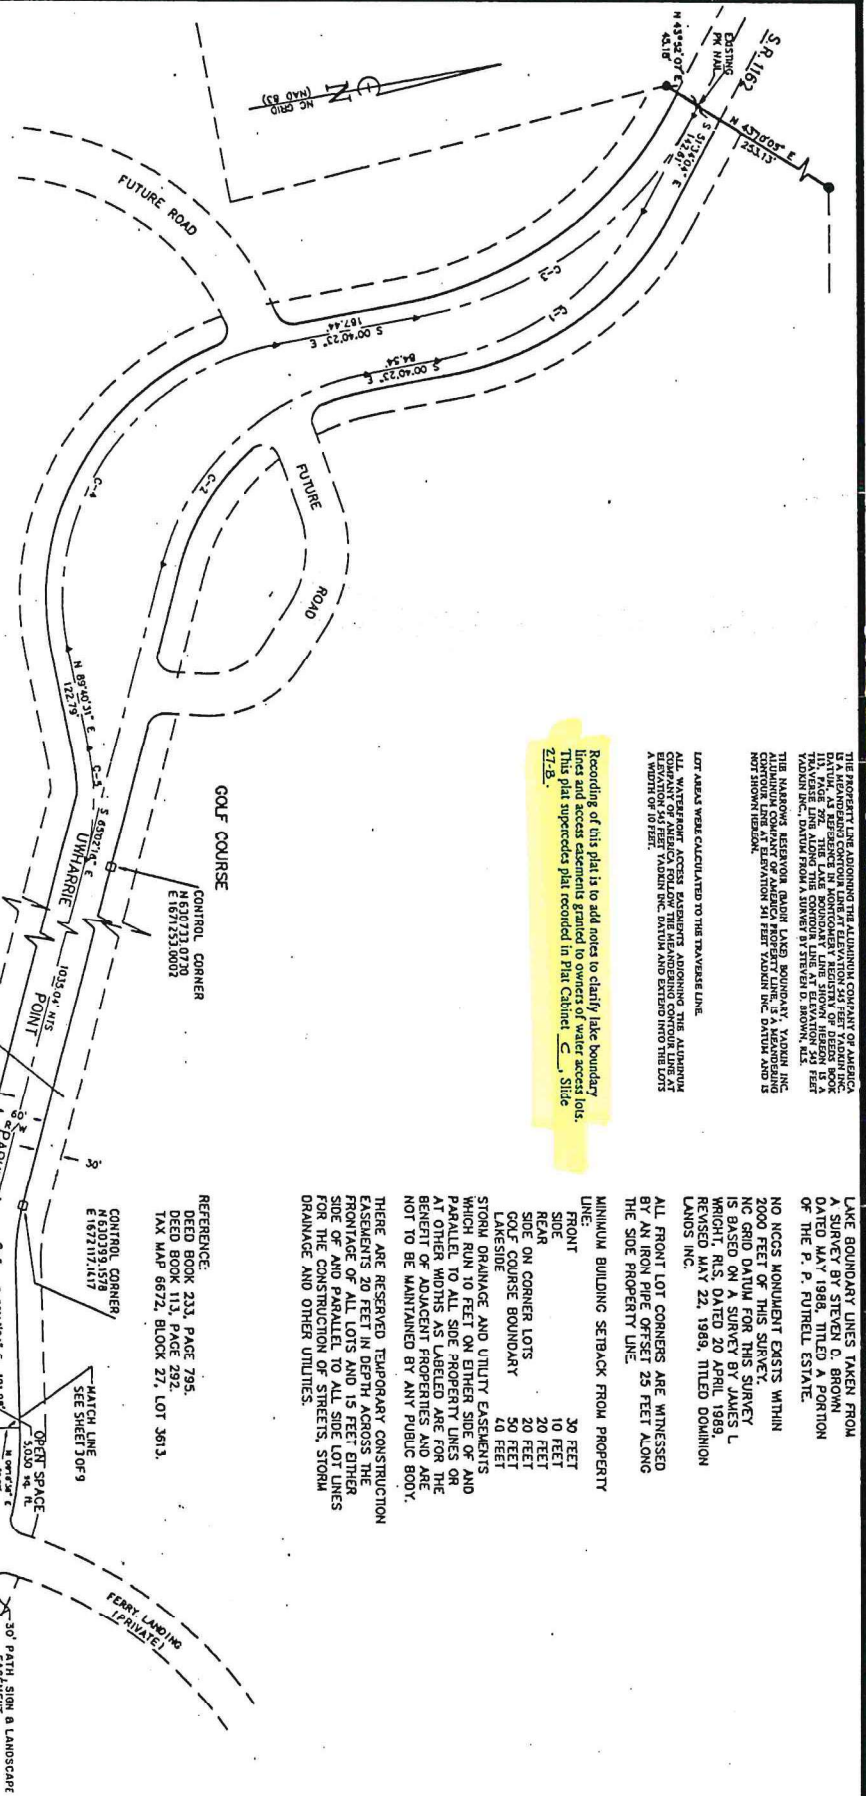 THE PROPERTY LINE ADJOINING THE ALUMINUM COMPANY OF AMERICA
IS A MEANDERING CONTOUR LINE AT ELEVATION 545 FEET YADKIN INC.
DATUM, AS REFERENCE IN MONTGOMERY REGISTRY OF DEEDS BOOK
113, PAGE 292. THE LAKE BOUNDARY LINE SHOWN HEREON IS A
TRAVERSE LINE ALONG THE CONTOUR LINE AT ELEVATION 545 FEET
YADKIN INC., DATUM FROM A SURVEY BY STEVEN D. BROWN, RLS.
THE NARROWS RESERVOIR (BADIN LAKE) BOUNDARY, YADKIN INC.
ALUMINUM COMPANY OF AMERICA PROPERTY LINE, IS A MEANDERING
CONTOUR LINE AT ELEVATION 541 FEET YADKIN INC. DATUM AND IS
NOT SHOWN HEREON.
LOT AREAS WERE CALCULATED TO THE TRAVERSE LINE.
ALL WATERFRONT ACCESS EASEMENTS ADJOINING THE ALUMINUM
COMPANY OF AMERICA FOLLOW THE MEANDERING CONTOUR LINE AT
ELEVATION 545 FEET YADKIN INC. DATUM AND EXTEND INTO THE LOTS
A WIDTH OF 10 FEET.
Recording of this plat is to add notes to clarify lake boundary
lines and access easements granted to owners of water access lots.
This plat supercedes plat recorded in Plat Cabinet C, Slide
27-B.
LAKE BOUNDARY LINES TAKEN FROM
A SURVEY BY STEVEN C. BROWN
DATED MAY 1988, TITLED A PORTION
OF THE P. P. FUTRELL ESTATE.
NO NCGS MONUMENT EXISTS WITHIN
2000 FEET OF THIS SURVEY.
NC GRID DATUM FOR THIS SURVEY
IS BASED ON A SURVEY BY JAMES L
WRIGHT, RLS, DATED 20 APRIL 1989,
REVISED MAY 22, 1989, TITLED DOMINION
LANDS INC.
ALL FRONT LOT CORNERS ARE WITNESSED
BY AN IRON PIPE OFFSET 25 FEET ALONG
THE SIDE PROPERTY LINE.
MINIMUM BUILDING SETBACK FROM PROPERTY
LINE:
FRONT 30 FEET
SIDE 10 FEET
REAR 20 FEET
SIDE ON CORNER LOTS 20 FEET
GOLF COURSE BOUNDARY 50 FEET
LAKESIDE 40 FEET
STORM DRAINAGE AND UTILITY EASEMENTS
WHICH RUN 10 FEET ON EITHER SIDE OF AND
PARALLEL TO ALL SIDE PROPERTY LINES OR
AT OTHER WIDTHS AS LABELED ARE FOR THE
BENEFIT OF ADJACENT PROPERTIES AND ARE
NOT TO BE MAINTAINED BY ANY PUBLIC BODY.
THERE ARE RESERVED TEMPORARY CONSTRUCTION
EASEMENTS 20 FEET IN DEPTH ACROSS THE
FRONTAGE OF ALL LOTS AND 15 FEET EITHER
SIDE OF AND PARALLEL TO ALL SIDE LOT LINES
FOR THE CONSTRUCTION OF STREETS, STORM
DRAINAGE AND OTHER UTILITIES.
REFERENCE:
DEED BOOK 233, PAGE 795.
DEED BOOK 113, PAGE 292.
TAX MAP 6672, BLOCK 27, LOT 3613.
S.R. 1162
EXISTING
PK NAIL
N 43°52'07" E
45.18'
N 43°10'05" E
253.13'
S 51°34'04" E
142.61'
NC GRID
(NAD 83)
N
FUTURE ROAD
C-3
C-1
S 00°40'23" E
187.44'
S 00°40'23" E
84.54'
C-4
C-2
FUTURE
ROAD
N 89°40'31" E
122.79'
C-5
S 65°02'14" E
1035.04' NTS
UWHARRIE
POINT
GOLF COURSE
CONTROL CORNER
N 630733.0730
E 1671253.0002
60'
R/W
30'
CONTROL CORNER
N 630399.1578
E 1672117.1417
MATCH LINE
SEE SHEET 3 OF 9
OPEN SPACE
5,050 sq. ft.
FERRY LANDING
(PRIVATE)
30' PATH, SIGN & LANDSCAPE